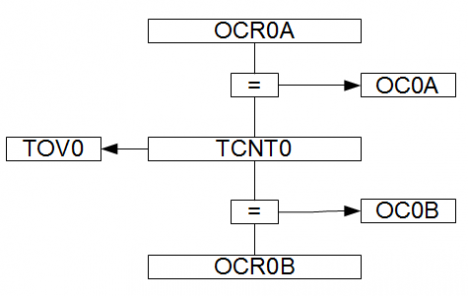 OCR0A
=
OC0A
TOV0
TCNT0
=
OC0B
OCR0B